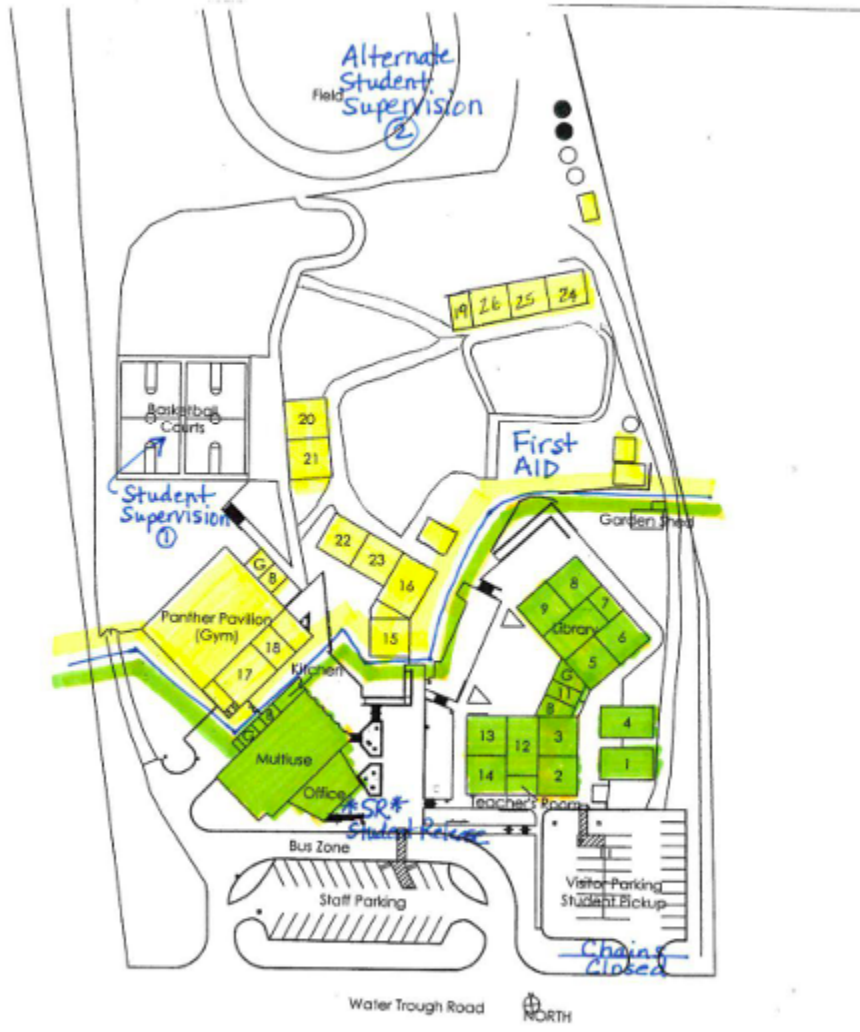 Alternate
Student
Field
Supervision
2
19 26 25 24
Basketball
Courts
20
21
First
AID
Student
Supervision
1
Garden Shed
22
23
16
G
8
8
9
7
Library
6
5
Panther Pavilion
(Gym)
18
17
15
Kitchen
G
11
8
4
13
12
3
14
2
1
Multiuse
Office
*SR*
Student Release
Teacher's Room
Bus Zone
Staff Parking
Visitor Parking
Student Pickup
Chains
Closed
Water Trough Road
NORTH